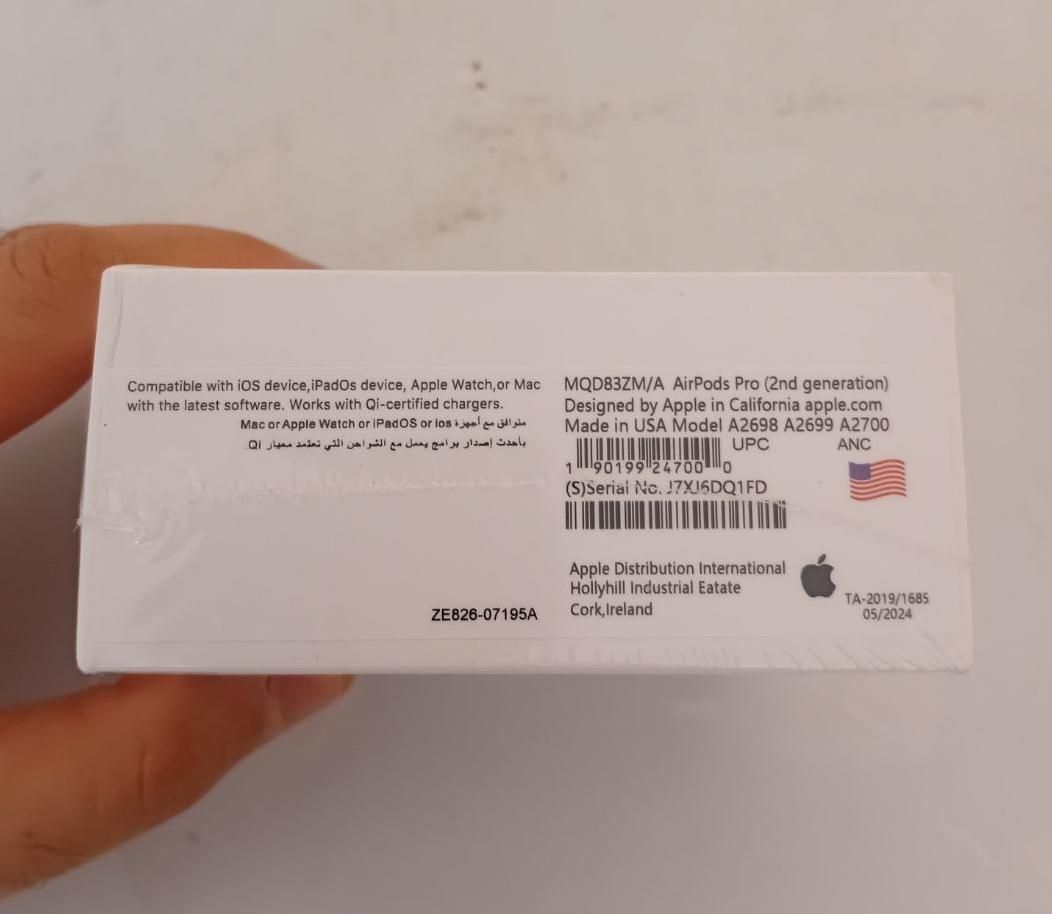 Compatible with iOS device,iPadOs device, Apple Watch,or Mac
with the latest software. Works with Qi-certified chargers.
متوافق مع أجهزة Mac or Apple Watch or iPadOS or ios
بأحدث إصدار برامج يعمل مع الشواحن التي تعتمد معيار Qi.
ZE826-07195A
MQD83ZM/A AirPods Pro (2nd generation)
Designed by Apple in California apple.com
Made in USA Model A2698 A2699 A2700
UPC ANC
1 90199 24700 0
(S)Serial No. J7XJ6DQ1FD
Apple Distribution International
Hollyhill Industrial Eatate
Cork,Ireland
TA-2019/1685
05/2024